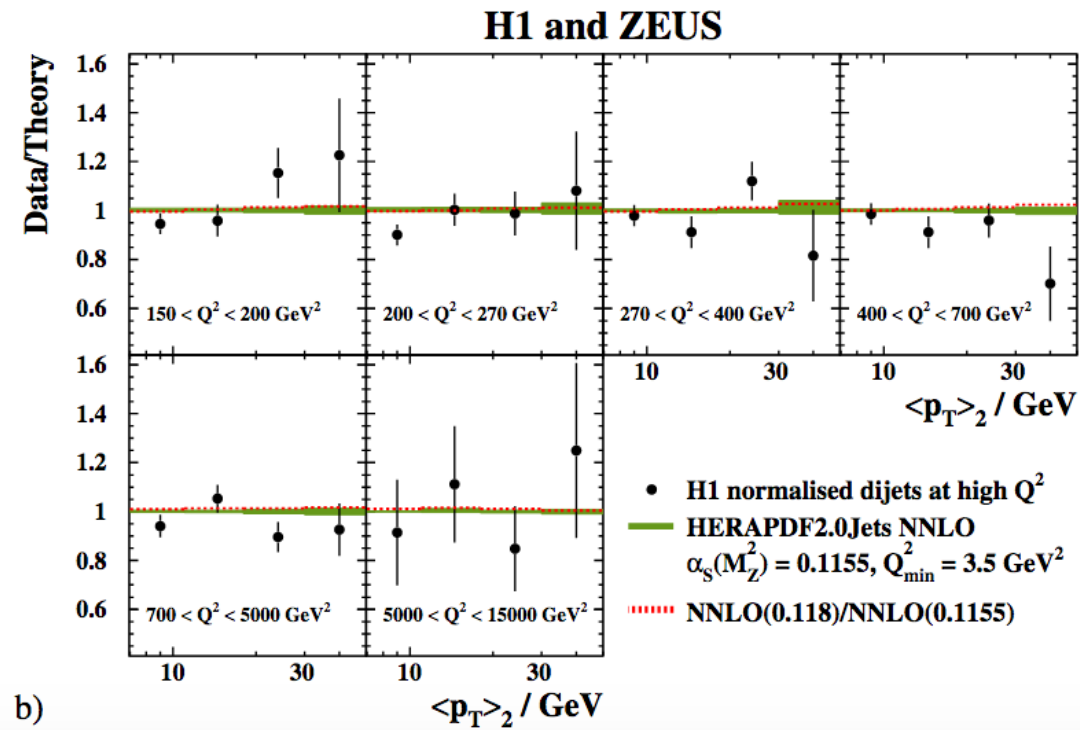 H1 and ZEUS
Data/Theory
1.6
1.4
1.2
1
0.8
0.6
150 < Q² < 200 GeV²
200 < Q² < 270 GeV²
270 < Q² < 400 GeV²
400 < Q² < 700 GeV²
10 30 10 30
<p_T>₂ / GeV
1.6
1.4
1.2
1
0.8
0.6
700 < Q² < 5000 GeV²
5000 < Q² < 15000 GeV²
10 30 10 30
<p_T>₂ / GeV
H1 normalised dijets at high Q²
HERAPDF2.0Jets NNLO
α_S(M_Z²) = 0.1155, Q²_min = 3.5 GeV²
NNLO(0.118)/NNLO(0.1155)
b)